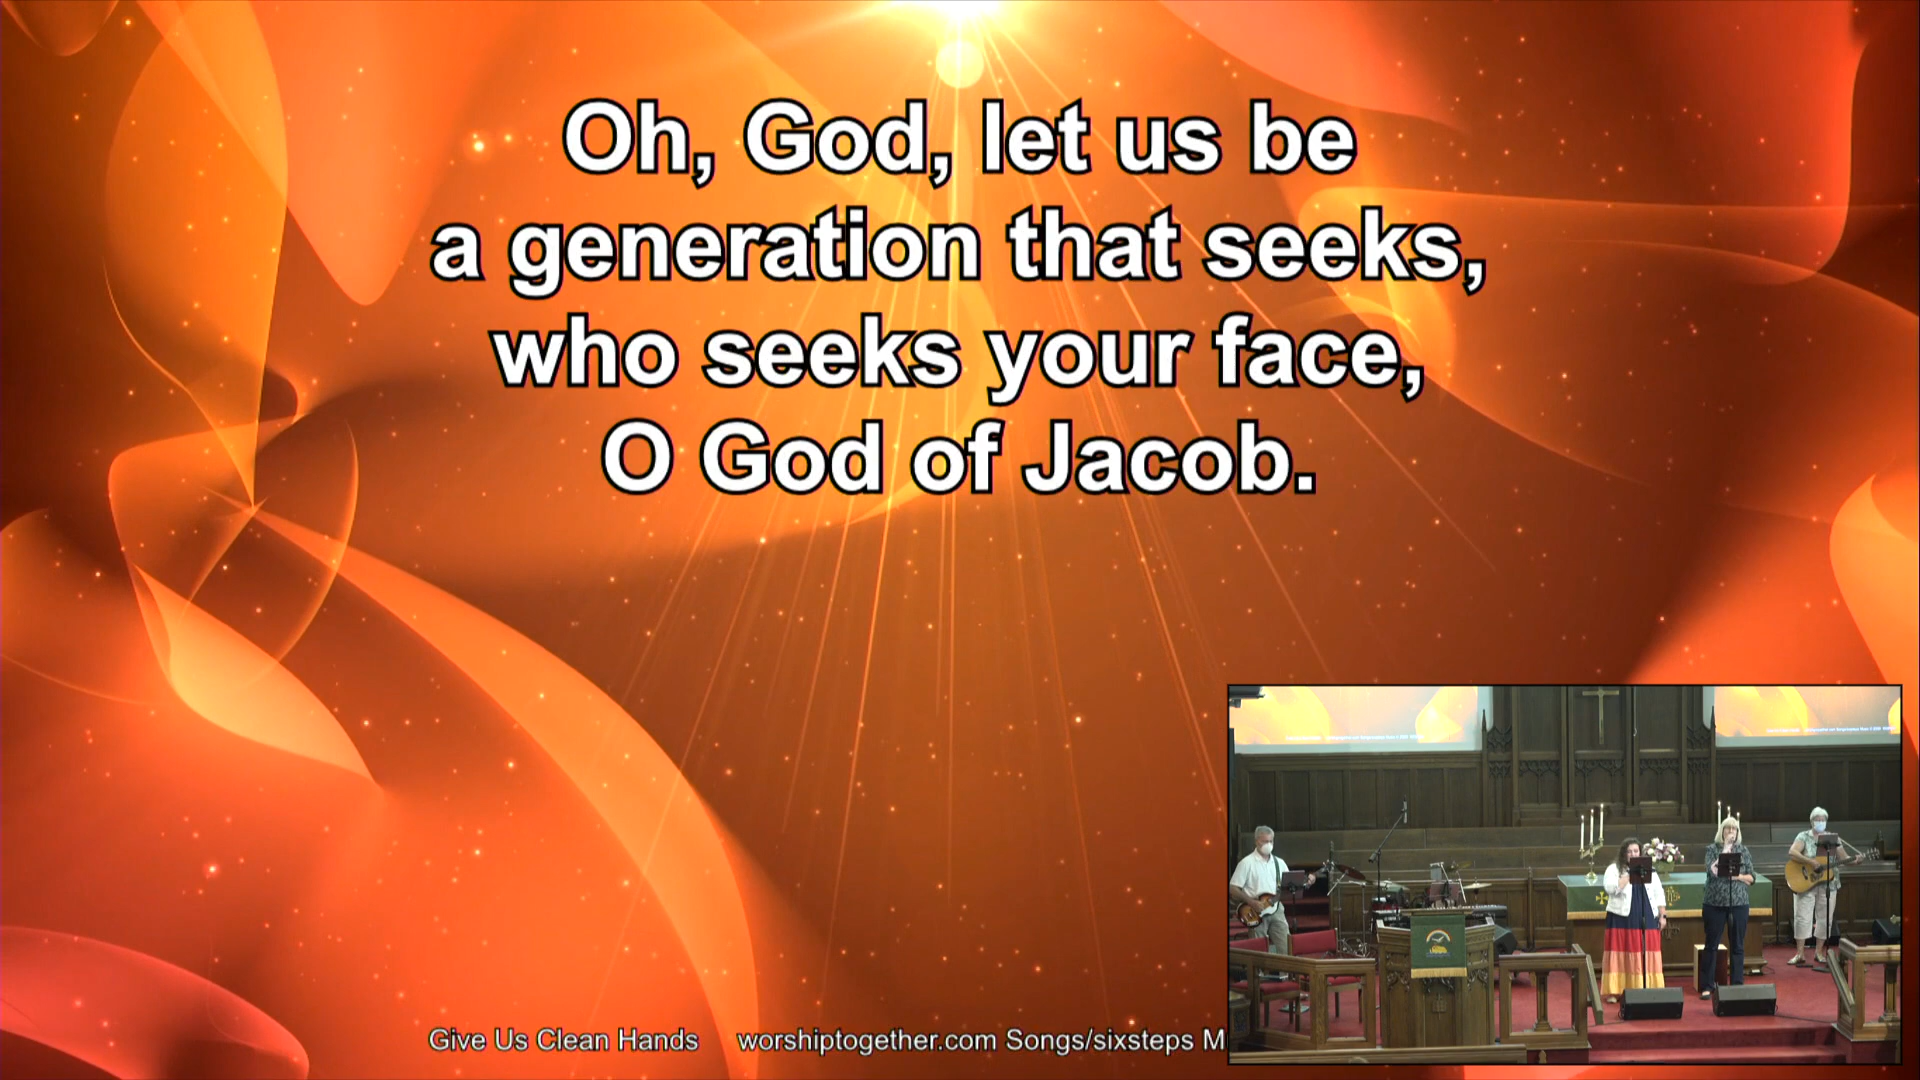 Oh, God, let us be
a generation that seeks,
who seeks your face,
O God of Jacob.
Give Us Clean Hands worshiptogether.com Songs/sixsteps M